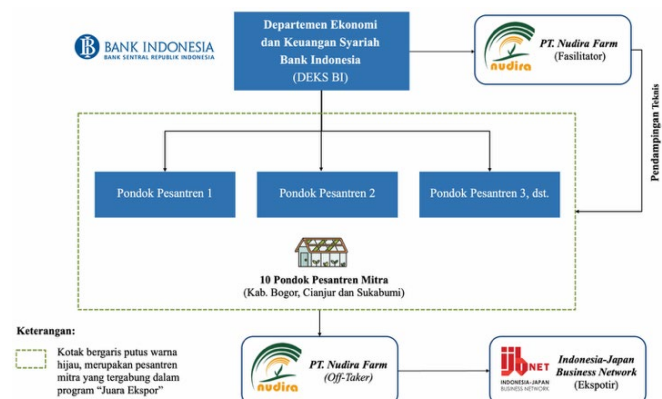 BANK INDONESIA
BANK SENTRAL REPUBLIK INDONESIA
Departemen Ekonomi
dan Keuangan Syariah
Bank Indonesia
(DEKS BI)
nudira
PT. Nudira Farm
(Fasilitator)
Pendampingan Teknis
Pondok Pesantren 1
Pondok Pesantren 2
Pondok Pesantren 3, dst.
10 Pondok Pesantren Mitra
(Kab. Bogor, Cianjur dan Sukabumi)
Keterangan:
Kotak bergaris putus warna
hijau, merupakan pesantren
mitra yang tergabung dalam
program “Juara Ekspor”
nudira
PT. Nudira Farm
(Off-Taker)
ijb NET
INDONESIA-JAPAN
BUSINESS NETWORK
Indonesia-Japan
Business Network
(Ekspotir)